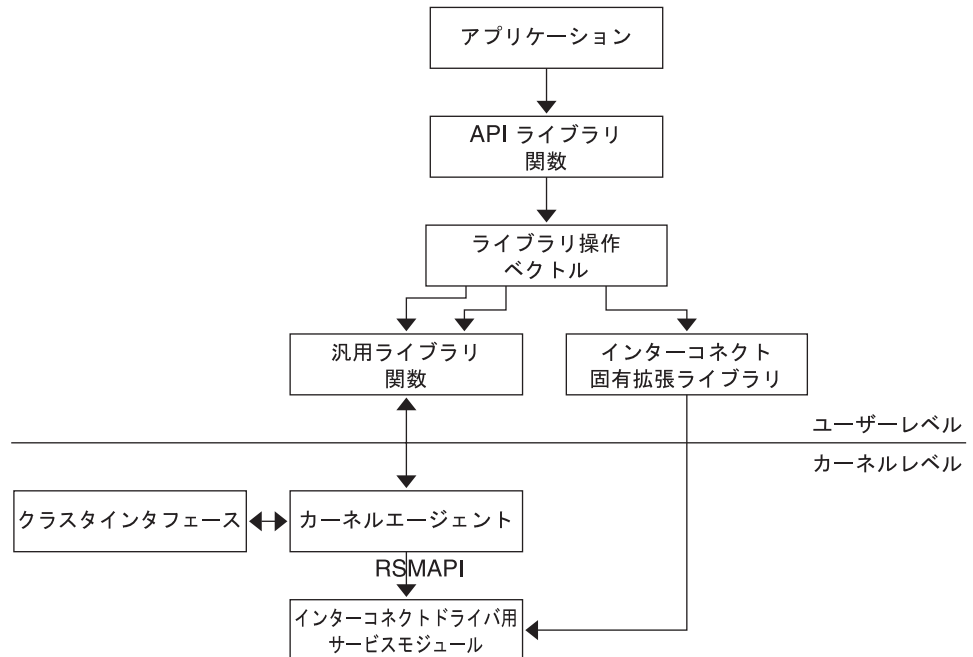 アプリケーション
API ライブラリ
関数
ライブラリ操作
ベクトル
汎用ライブラリ
関数
インターコネクト
固有拡張ライブラリ
ユーザーレベル
カーネルレベル
クラスタインタフェース
カーネルエージェント
RSMAPI
インターコネクトドライバ用
サービスモジュール